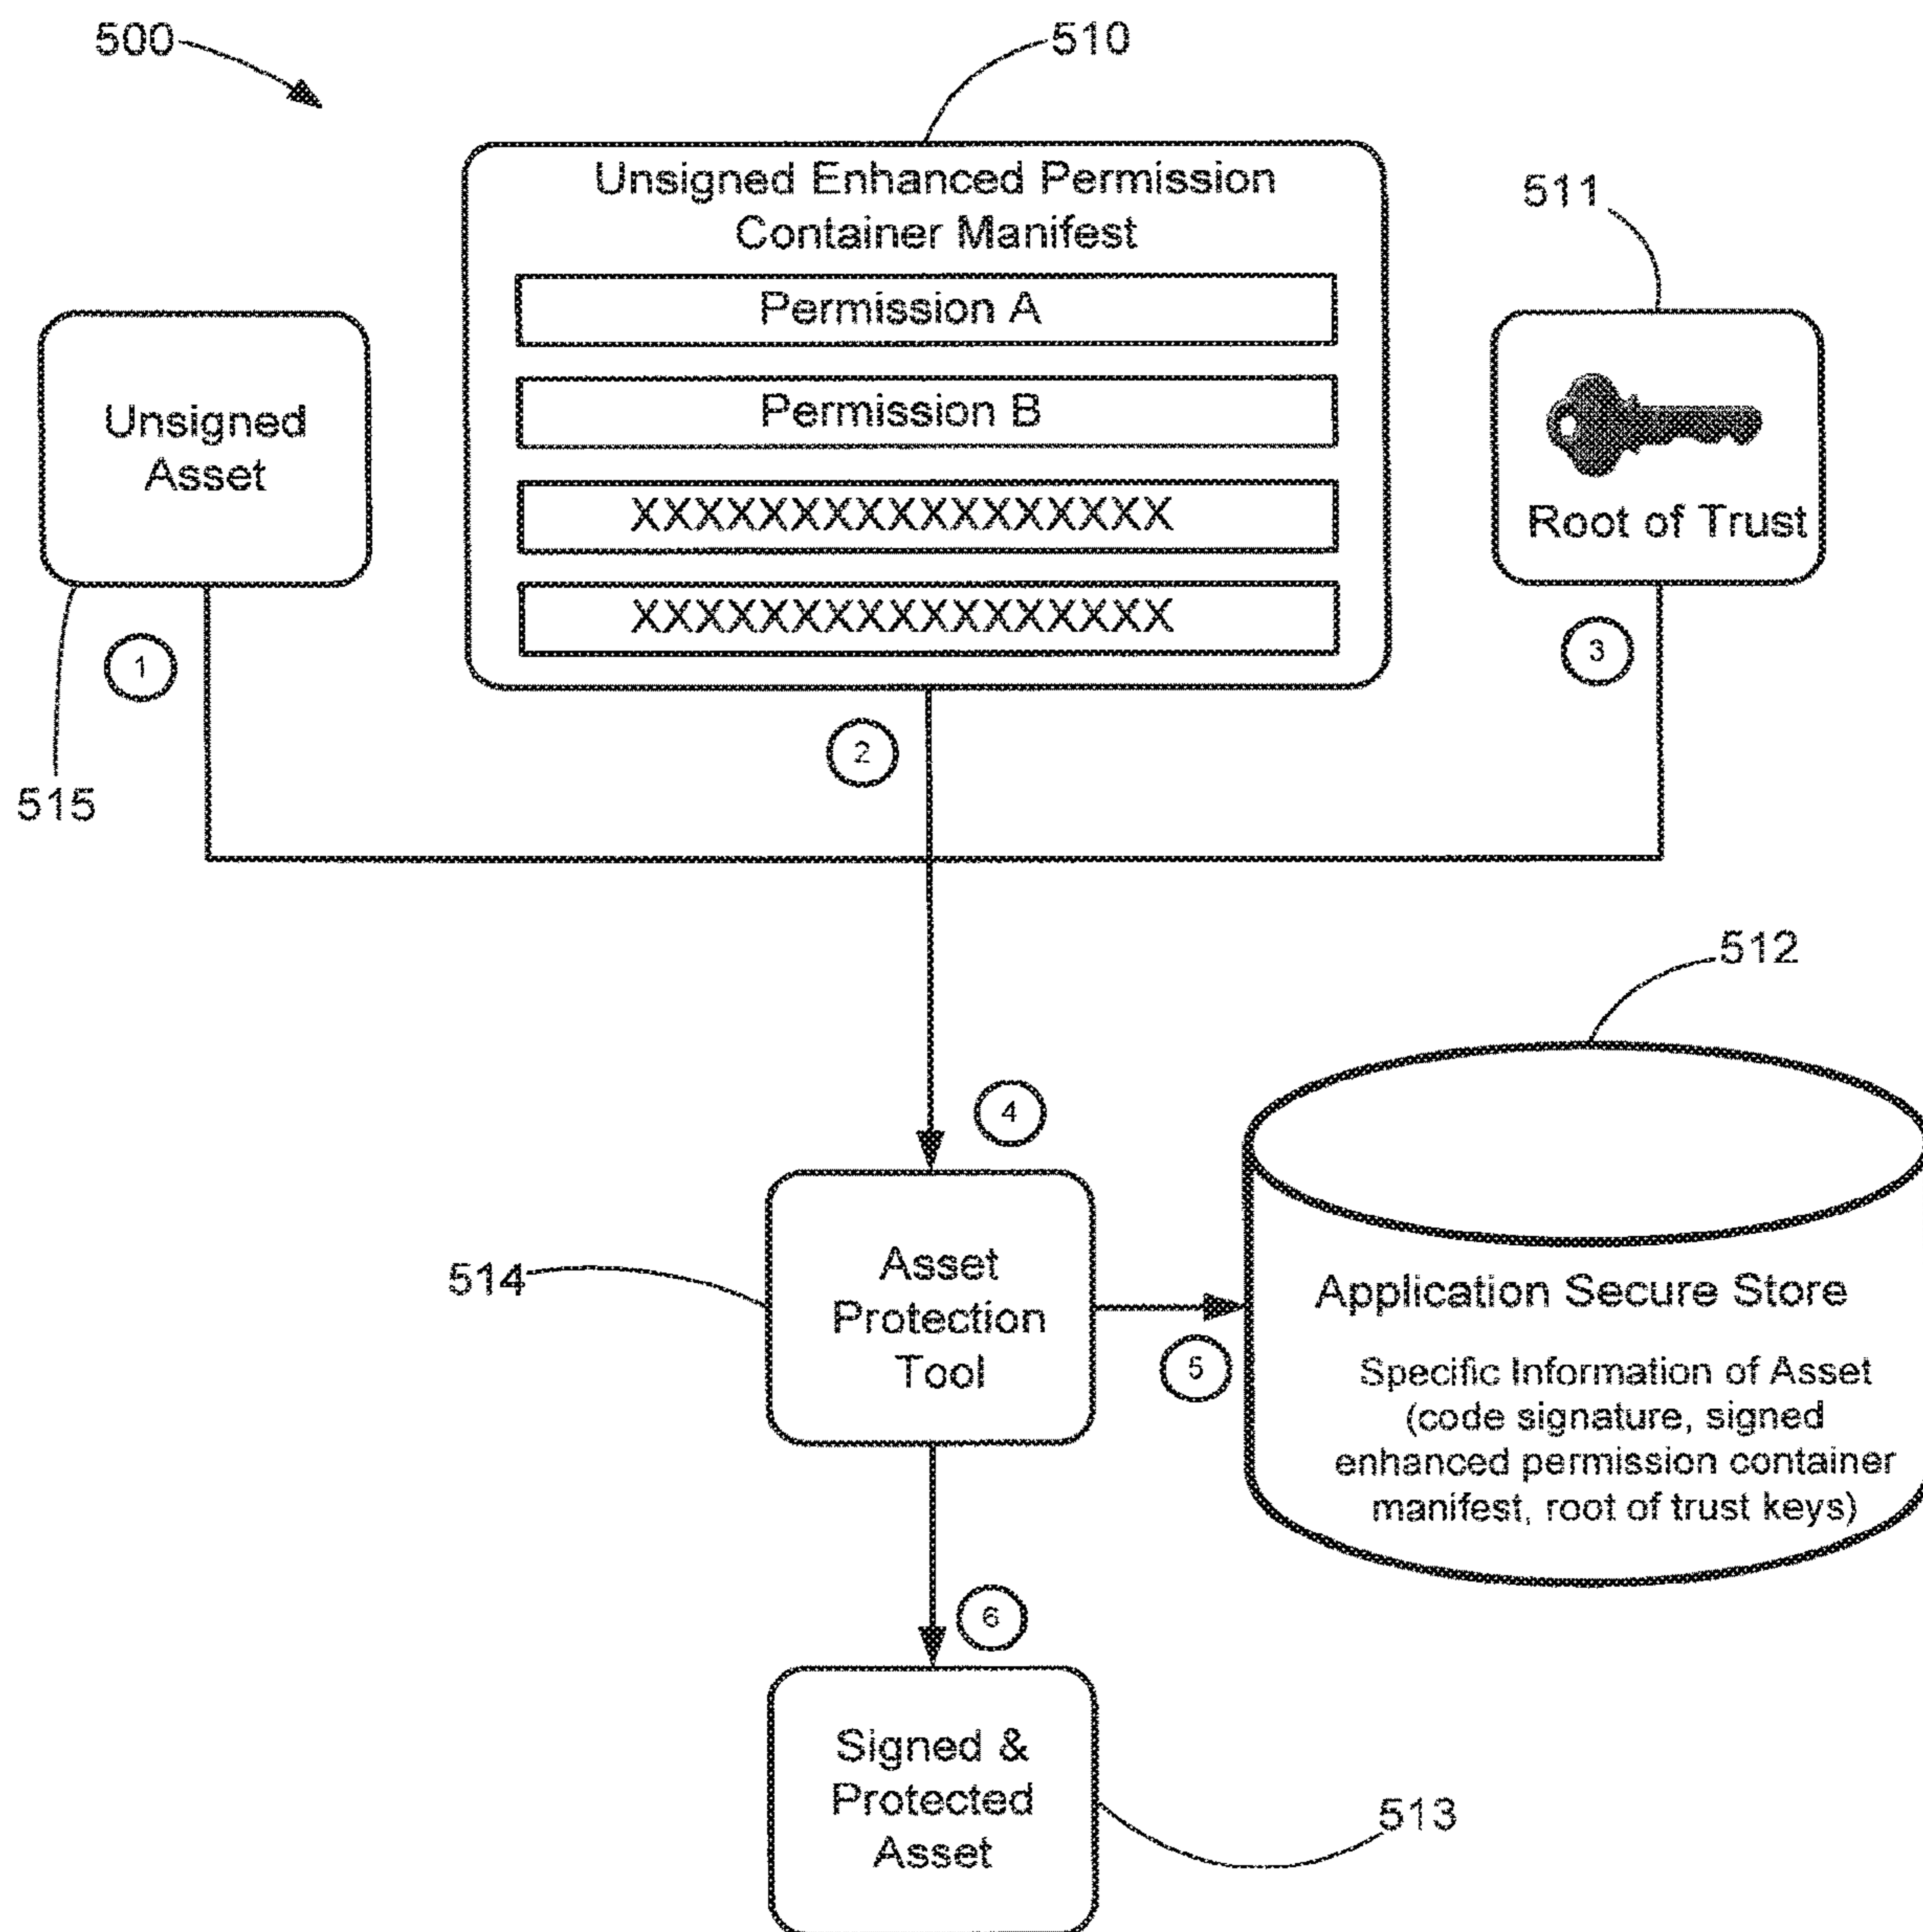 500
510
Unsigned Enhanced Permission
Container Manifest
511
Permission A
Permission B
Unsigned
Asset
XXXXXXXXXXXXXXXXX
Root of Trust
XXXXXXXXXXXXXXXXX
1
3
2
515
512
4
514
Asset
Protection
Tool
5
Application Secure Store
Specific Information of Asset
(code signature, signed
enhanced permission container
manifest, root of trust keys)
6
Signed &
Protected
Asset
513